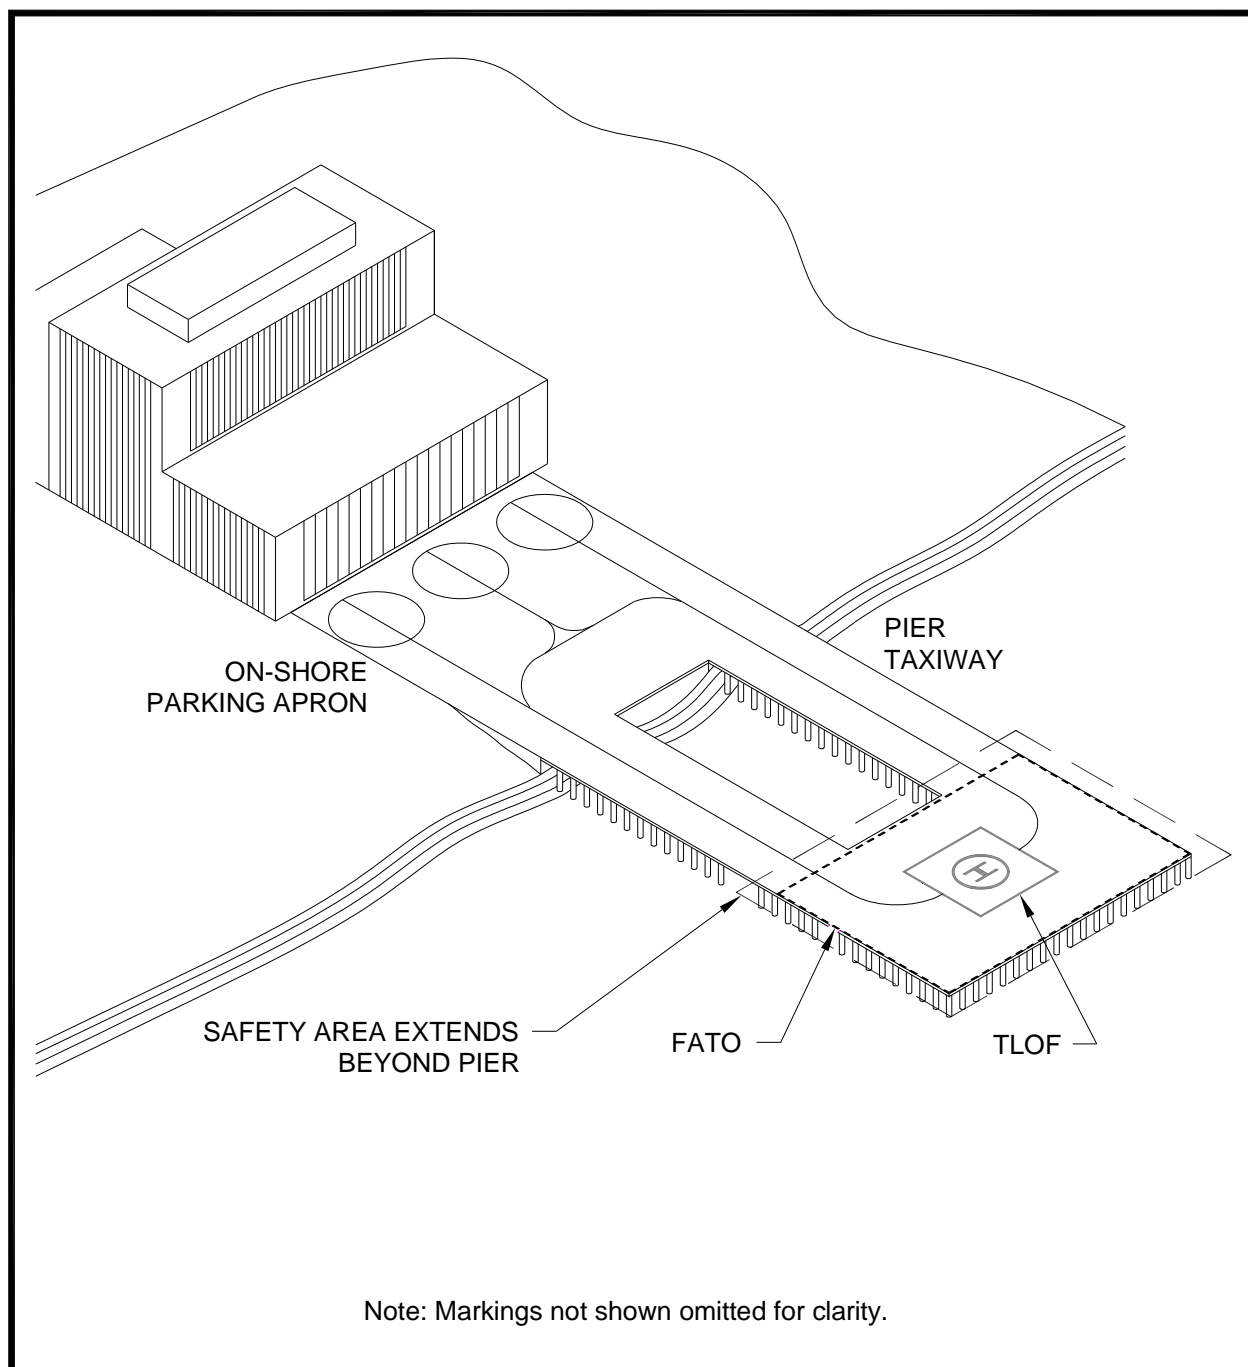 PIER
TAXIWAY
ON-SHORE
PARKING APRON
H
SAFETY AREA EXTENDS
BEYOND PIER
FATO
TLOF
Note: Markings not shown omitted for clarity.